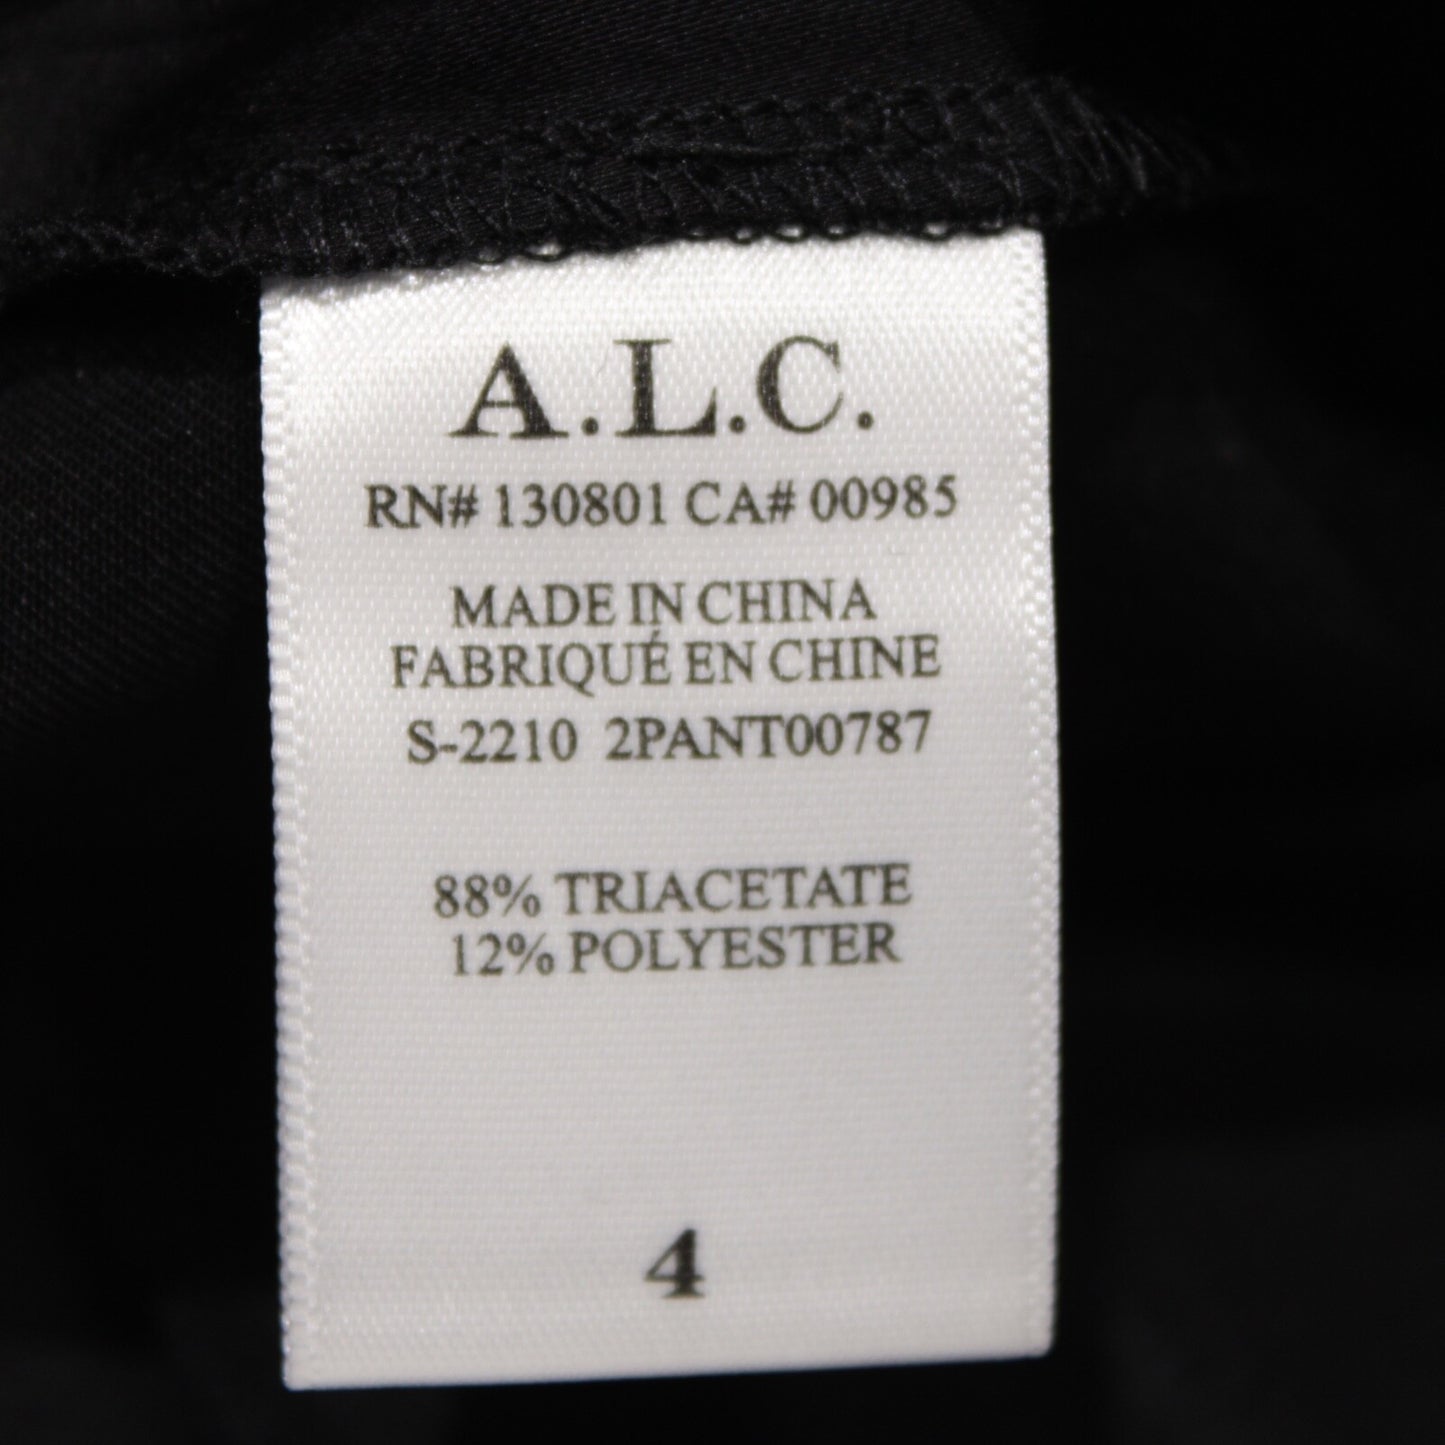 A.L.C.
RN# 130801 CA# 00985
MADE IN CHINA
FABRIQUÉ EN CHINE
S-2210 2PANT00787
88% TRIACETATE
12% POLYESTER
4